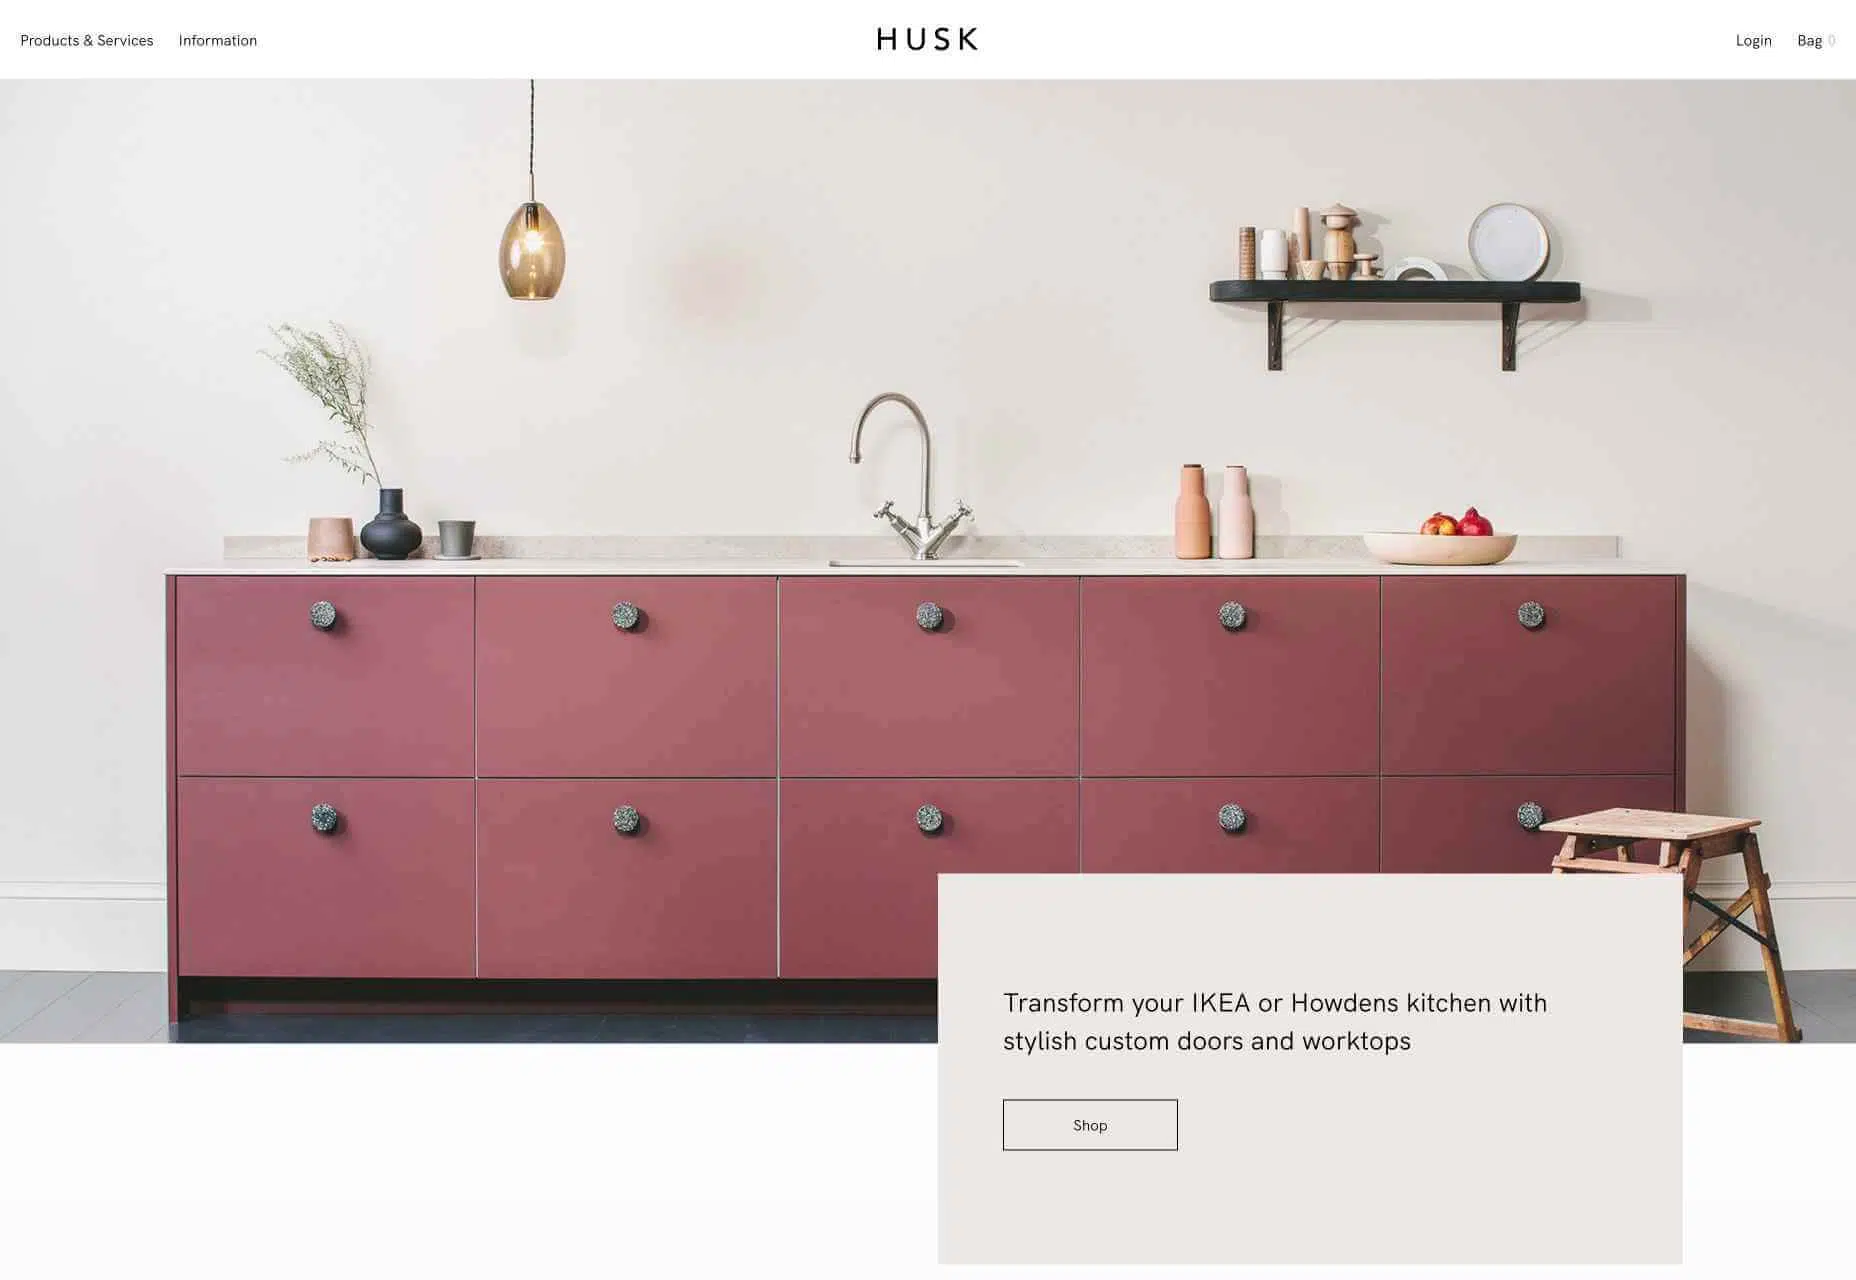 Products & Services
Information
HUSK
Login
Bag 0
Transform your IKEA or Howdens kitchen with
stylish custom doors and worktops
Shop